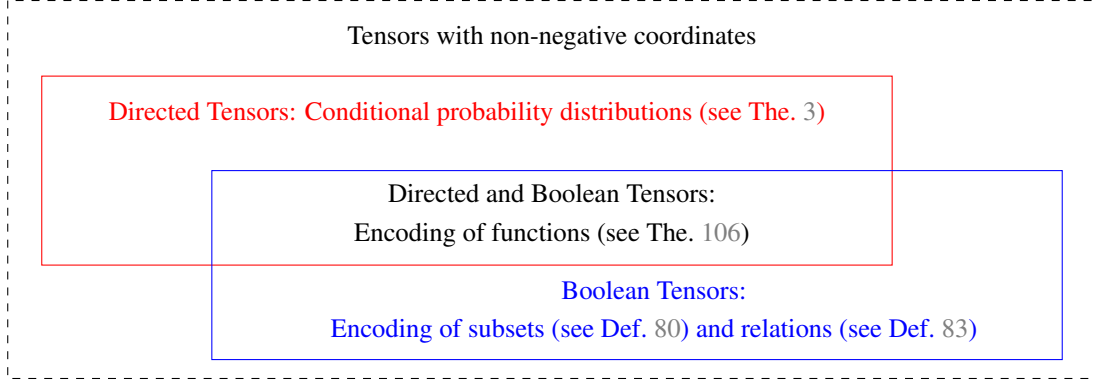 Tensors with non-negative coordinates
Directed Tensors: Conditional probability distributions (see The. 3)
Directed and Boolean Tensors:
Encoding of functions (see The. 106)
Boolean Tensors:
Encoding of subsets (see Def. 80) and relations (see Def. 83)